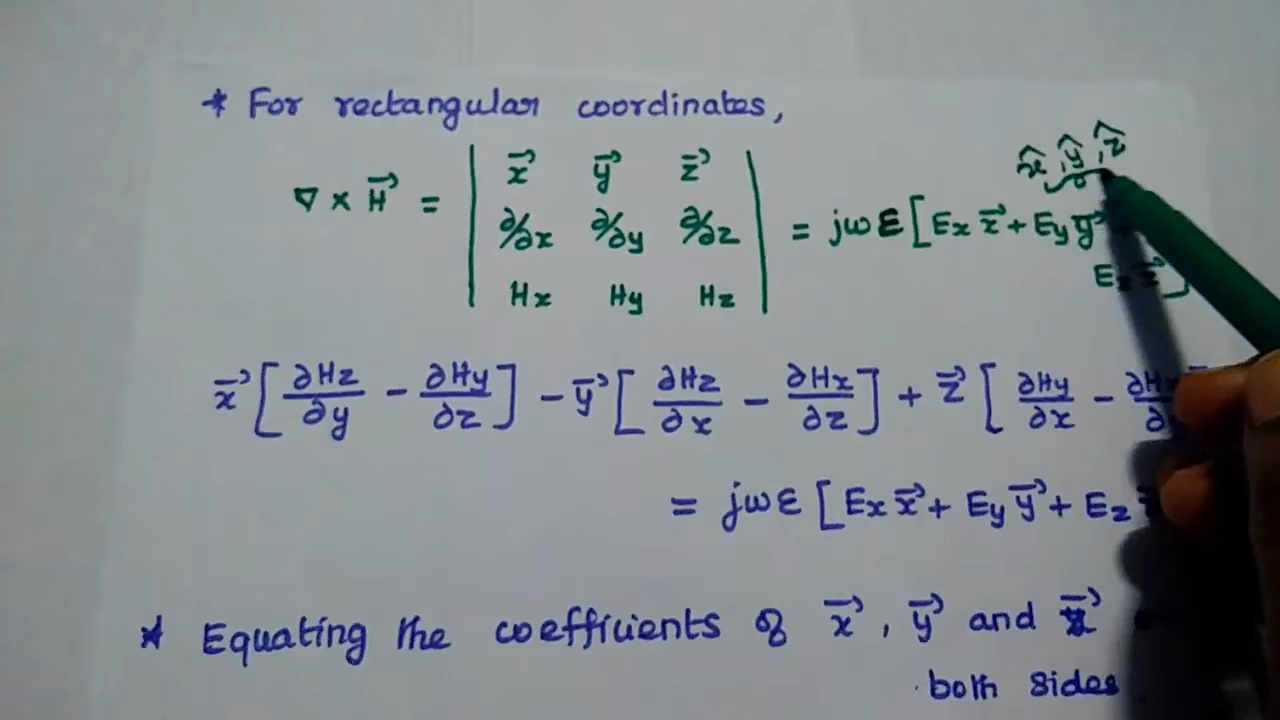 * For rectangular coordinates,
x̂, ŷ, ẑ
∇ × H⃗ = | x⃗ y⃗ z⃗ | = jωε [Ex x⃗ + Ey y⃗
∂/∂x ∂/∂y ∂/∂z
Ez z⃗]
Hx Hy Hz
x⃗ [∂Hz/∂y - ∂Hy/∂z] - y⃗ [∂Hz/∂x - ∂Hx/∂z] + z⃗ [∂Hy/∂x -
= jωε [Ex x⃗ + Ey y⃗ + Ez
* Equating the coefficients of x⃗, y⃗ and z⃗
both sides